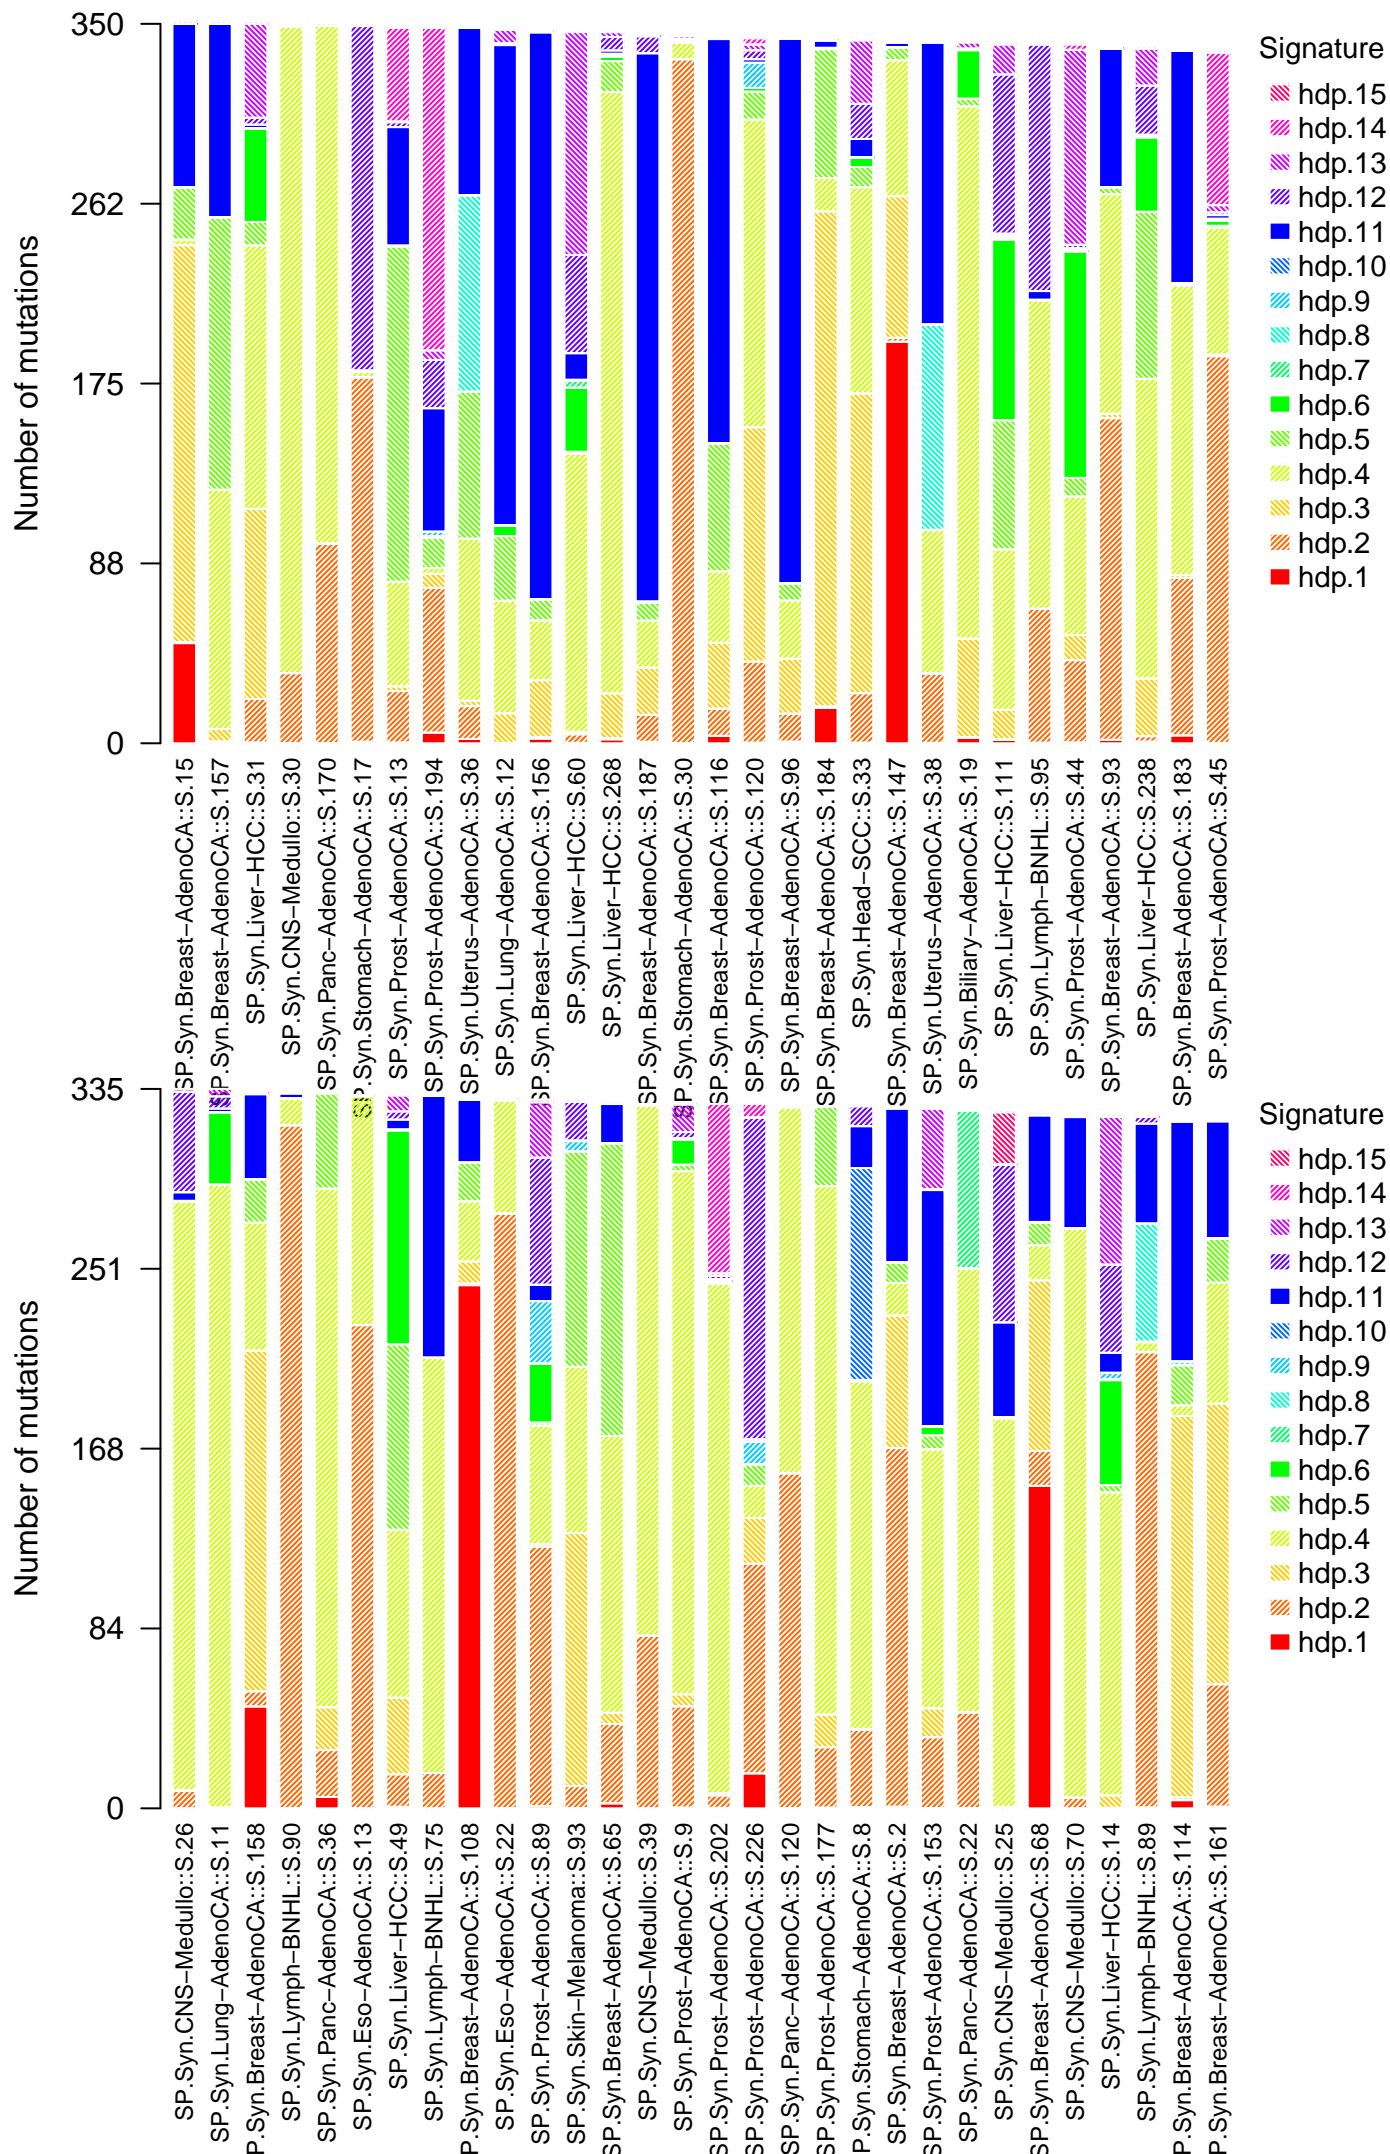 Number of mutations
350
262
175
88
0
Signature
hdp.15
hdp.14
hdp.13
hdp.12
hdp.11
hdp.10
hdp.9
hdp.8
hdp.7
hdp.6
hdp.5
hdp.4
hdp.3
hdp.2
hdp.1
SP.Syn.Breast−AdenoCA::S.15
SP.Syn.Breast−AdenoCA::S.157
SP.Syn.Liver−HCC::S.31
SP.Syn.CNS−Medullo::S.30
SP.Syn.Panc−AdenoCA::S.170
SP.Syn.Stomach−AdenoCA::S.17
SP.Syn.Prost−AdenoCA::S.13
SP.Syn.Prost−AdenoCA::S.194
SP.Syn.Uterus−AdenoCA::S.36
SP.Syn.Lung−AdenoCA::S.12
SP.Syn.Breast−AdenoCA::S.156
SP.Syn.Liver−HCC::S.60
SP.Syn.Liver−HCC::S.268
SP.Syn.Breast−AdenoCA::S.187
SP.Syn.Stomach−AdenoCA::S.30
SP.Syn.Breast−AdenoCA::S.116
SP.Syn.Prost−AdenoCA::S.120
SP.Syn.Breast−AdenoCA::S.96
SP.Syn.Breast−AdenoCA::S.184
SP.Syn.Head−SCC::S.33
SP.Syn.Breast−AdenoCA::S.147
SP.Syn.Uterus−AdenoCA::S.38
SP.Syn.Biliary−AdenoCA::S.19
SP.Syn.Liver−HCC::S.111
SP.Syn.Lymph−BNHL::S.95
SP.Syn.Prost−AdenoCA::S.44
SP.Syn.Breast−AdenoCA::S.93
SP.Syn.Liver−HCC::S.238
SP.Syn.Breast−AdenoCA::S.183
SP.Syn.Prost−AdenoCA::S.45
Number of mutations
335
251
168
84
0
Signature
hdp.15
hdp.14
hdp.13
hdp.12
hdp.11
hdp.10
hdp.9
hdp.8
hdp.7
hdp.6
hdp.5
hdp.4
hdp.3
hdp.2
hdp.1
SP.Syn.CNS−Medullo::S.26
SP.Syn.Lung−AdenoCA::S.111
P.Syn.Breast−AdenoCA::S.158
SP.Syn.Lymph−BNHL::S.90
SP.Syn.Panc−AdenoCA::S.36
SP.Syn.Eso−AdenoCA::S.13
SP.Syn.Liver−HCC::S.49
SP.Syn.Lymph−BNHL::S.75
P.Syn.Breast−AdenoCA::S.108
SP.Syn.Eso−AdenoCA::S.22
SP.Syn.Prost−AdenoCA::S.89
SP.Syn.Skin−Melanoma::S.93
SP.Syn.Breast−AdenoCA::S.65
SP.Syn.CNS−Medullo::S.39
SP.Syn.Prost−AdenoCA::S.9
SP.Syn.Prost−AdenoCA::S.202
SP.Syn.Prost−AdenoCA::S.226
SP.Syn.Panc−AdenoCA::S.120
SP.Syn.Prost−AdenoCA::S.177
P.Syn.Stomach−AdenoCA::S.8
SP.Syn.Breast−AdenoCA::S.2
SP.Syn.Prost−AdenoCA::S.153
SP.Syn.Panc−AdenoCA::S.22
SP.Syn.CNS−Medullo::S.25
SP.Syn.Breast−AdenoCA::S.68
SP.Syn.CNS−Medullo::S.70
SP.Syn.Liver−HCC::S.14
SP.Syn.Lymph−BNHL::S.89
P.Syn.Breast−AdenoCA::S.114
P.Syn.Breast−AdenoCA::S.161